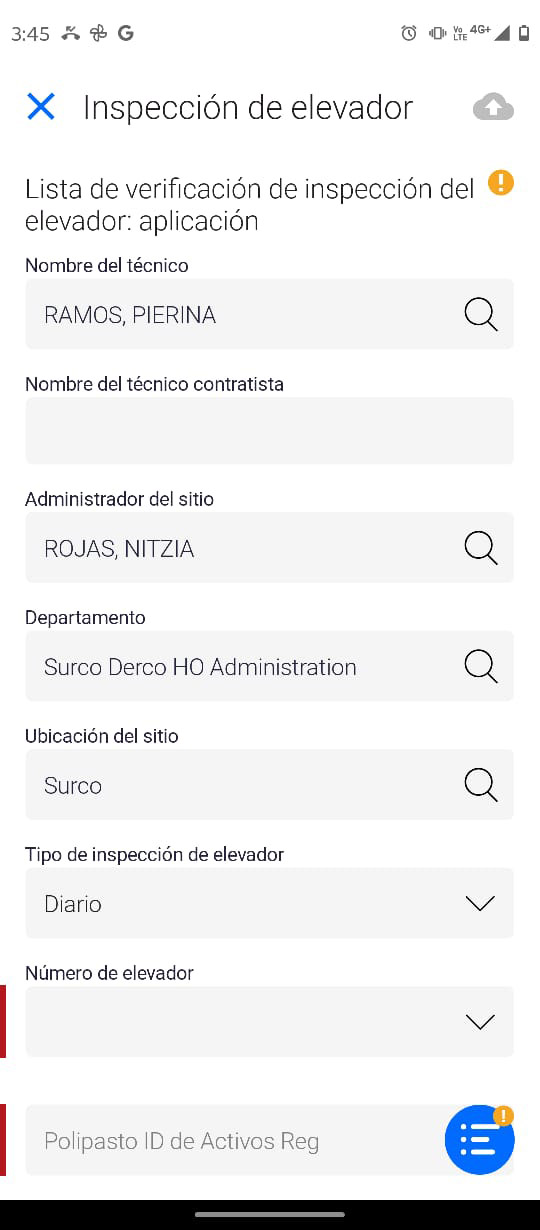 3:45
Vo LTE 4G+
Inspección de elevador
Lista de verificación de inspección del
elevador: aplicación
Nombre del técnico
RAMOS, PIERINA
Nombre del técnico contratista
Administrador del sitio
ROJAS, NITZIA
Departamento
Surco Derco HO Administration
Ubicación del sitio
Surco
Tipo de inspección de elevador
Diario
Número de elevador
Polipasto ID de Activos Reg